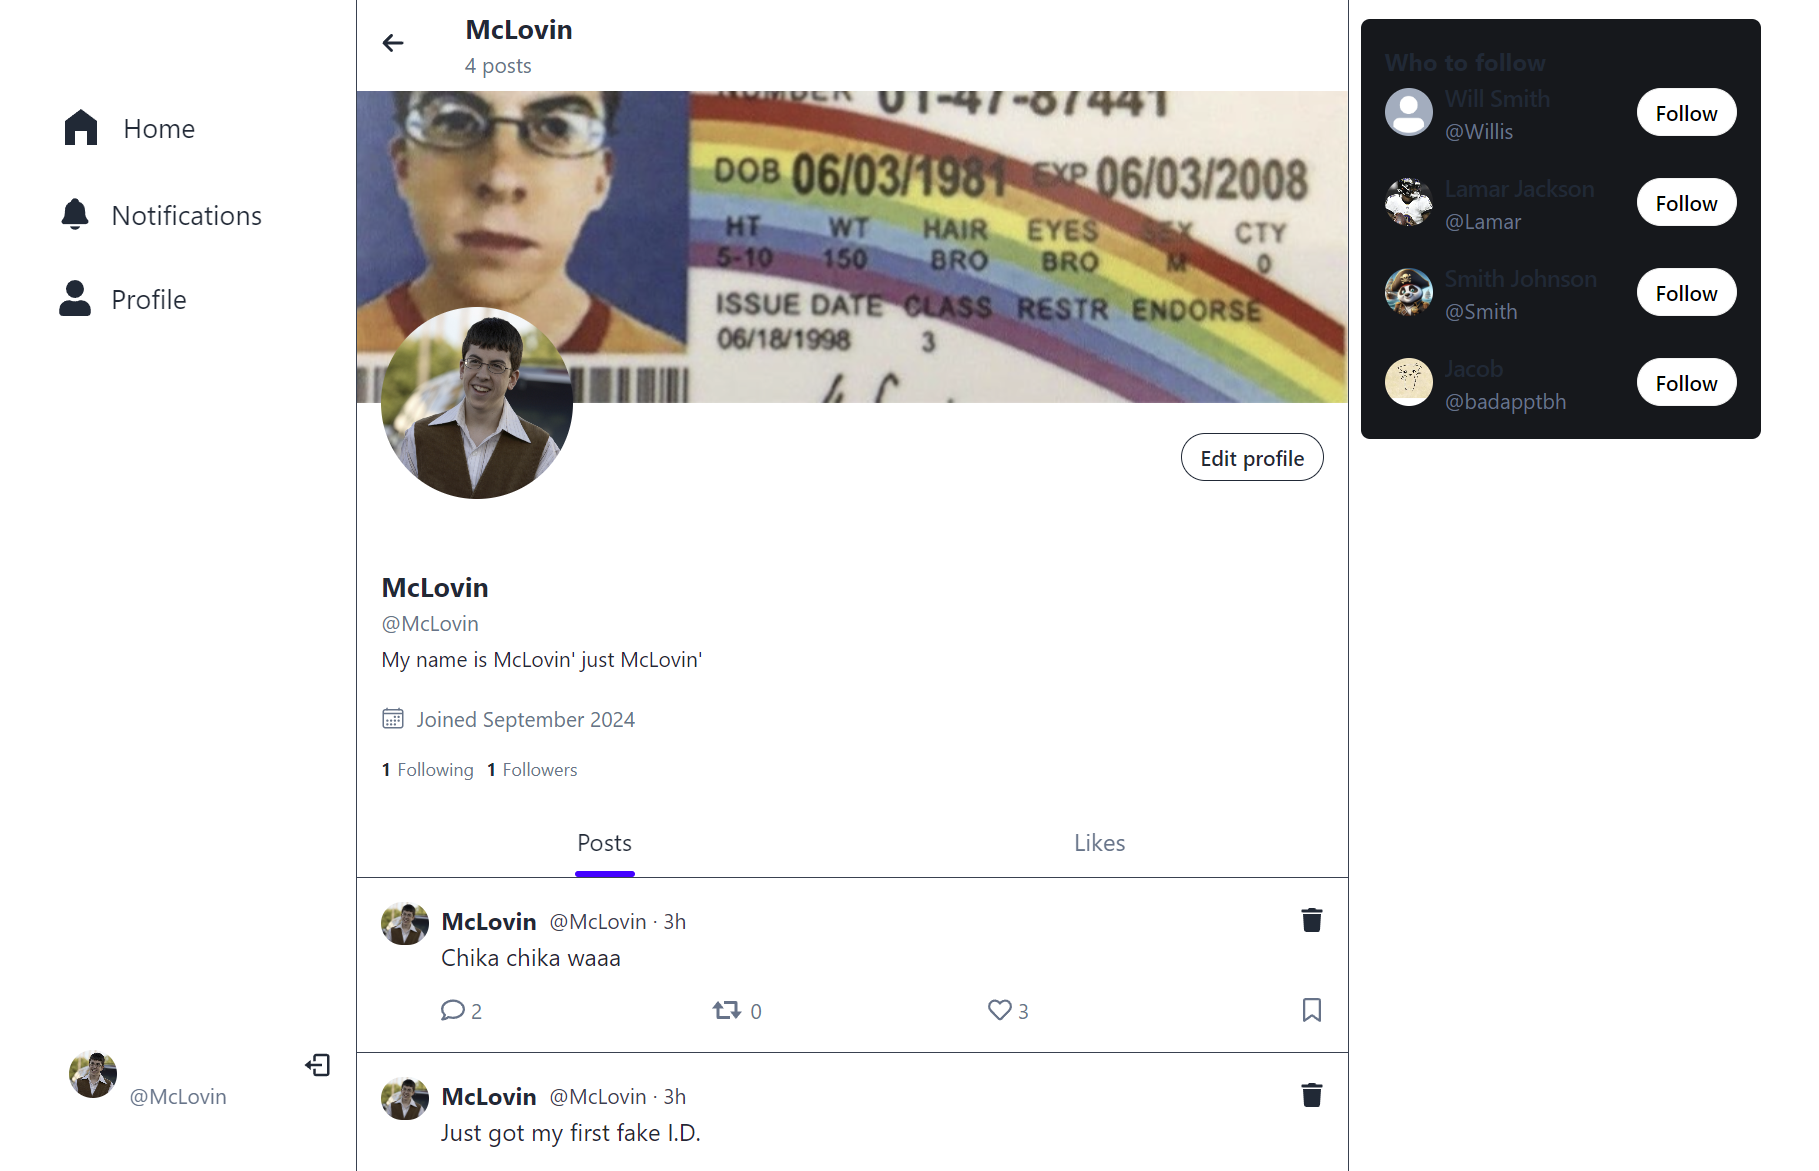 Home
Notifications
Profile
@McLovin
McLovin
4 posts
NUMBER 01-47-87441
DOB 06/03/1981 EXP 06/03/2008
HT WT HAIR EYES SEX CTY
5-10 150 BRO BRO M 0
ISSUE DATE CLASS RESTR ENDORSE
06/18/1998 3
Edit profile
McLovin
@McLovin
My name is McLovin' just McLovin'
Joined September 2024
1 Following 1 Followers
Posts Likes
McLovin @McLovin · 3h
Chika chika waaa
2 0 3
McLovin @McLovin · 3h
Just got my first fake I.D.
Who to follow
Will Smith
@Willis
Follow
Lamar Jackson
@Lamar
Follow
Smith Johnson
@Smith
Follow
Jacob
@badapptbh
Follow